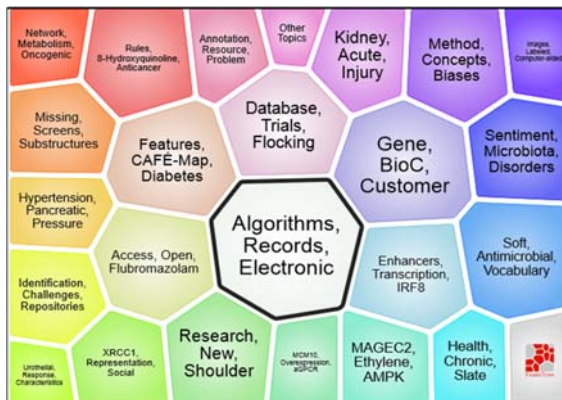 Network,
Metabolism,
Oncogenic
Rules,
8-Hydroxyquinoline,
Anticancer
Annotation,
Resource,
Problem
Other
Topics
Kidney,
Acute,
Injury
Method,
Concepts,
Biases
Images,
Labeled,
Computer-aided
Missing,
Screens,
Substructures
Features,
CAFÉ-Map,
Diabetes
Database,
Trials,
Flocking
Gene,
BioC,
Customer
Sentiment,
Microbiota,
Disorders
Hypertension,
Pancreatic,
Pressure
Access, Open,
Flubromazolam
Algorithms,
Records,
Electronic
Enhancers,
Transcription,
IRF8
Soft,
Antimicrobial,
Vocabulary
Identification,
Challenges,
Repositories
Urothelial,
Response,
Characteristics
XRCC1,
Representation,
Social
Research,
New,
Shoulder
MCM10,
Overexpression,
aGPCR
MAGEC2,
Ethylene,
AMPK
Health,
Chronic,
Slate